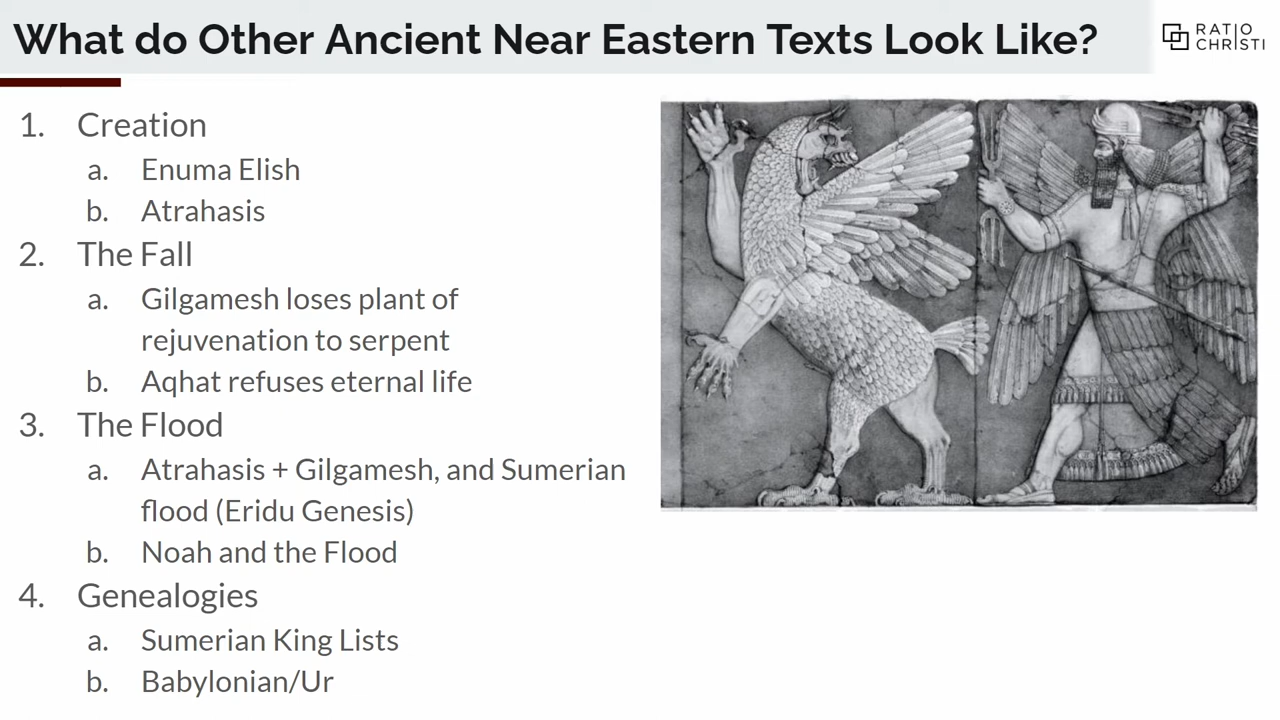 What do Other Ancient Near Eastern Texts Look Like?
RATIO
CHRISTI
1. Creation
a. Enuma Elish
b. Atrahasis
2. The Fall
a. Gilgamesh loses plant of
rejuvenation to serpent
b. Aqhat refuses eternal life
3. The Flood
a. Atrahasis + Gilgamesh, and Sumerian
flood (Eridu Genesis)
b. Noah and the Flood
4. Genealogies
a. Sumerian King Lists
b. Babylonian/Ur